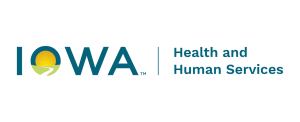 IOWA™
Health and
Human Services